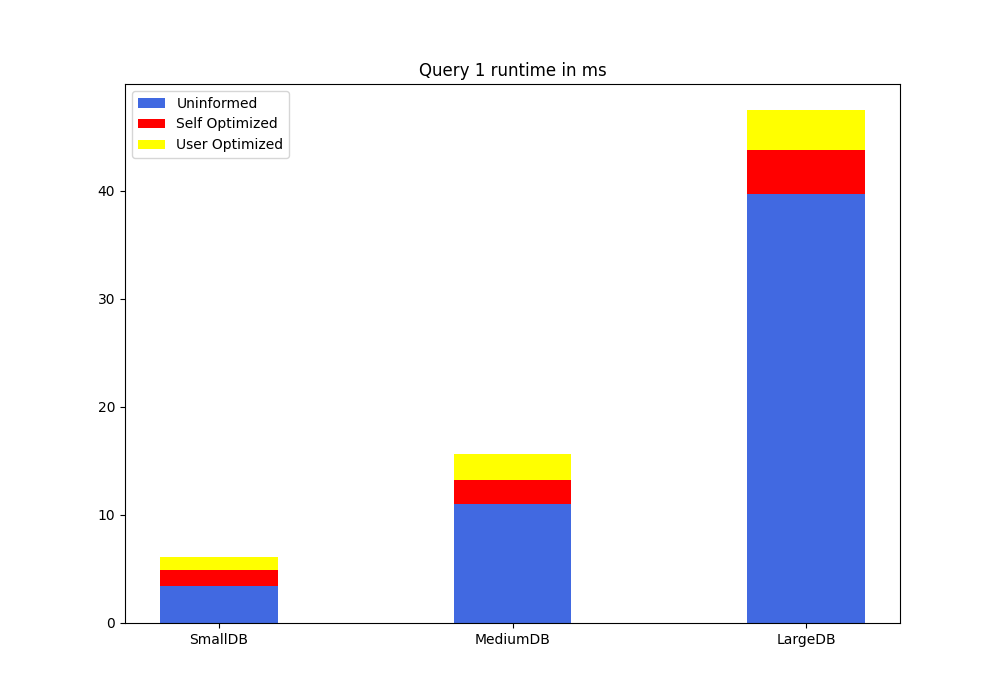 Query 1 runtime in ms
Uninformed
Self Optimized
User Optimized
40
30
20
10
0
SmallDB
MediumDB
LargeDB